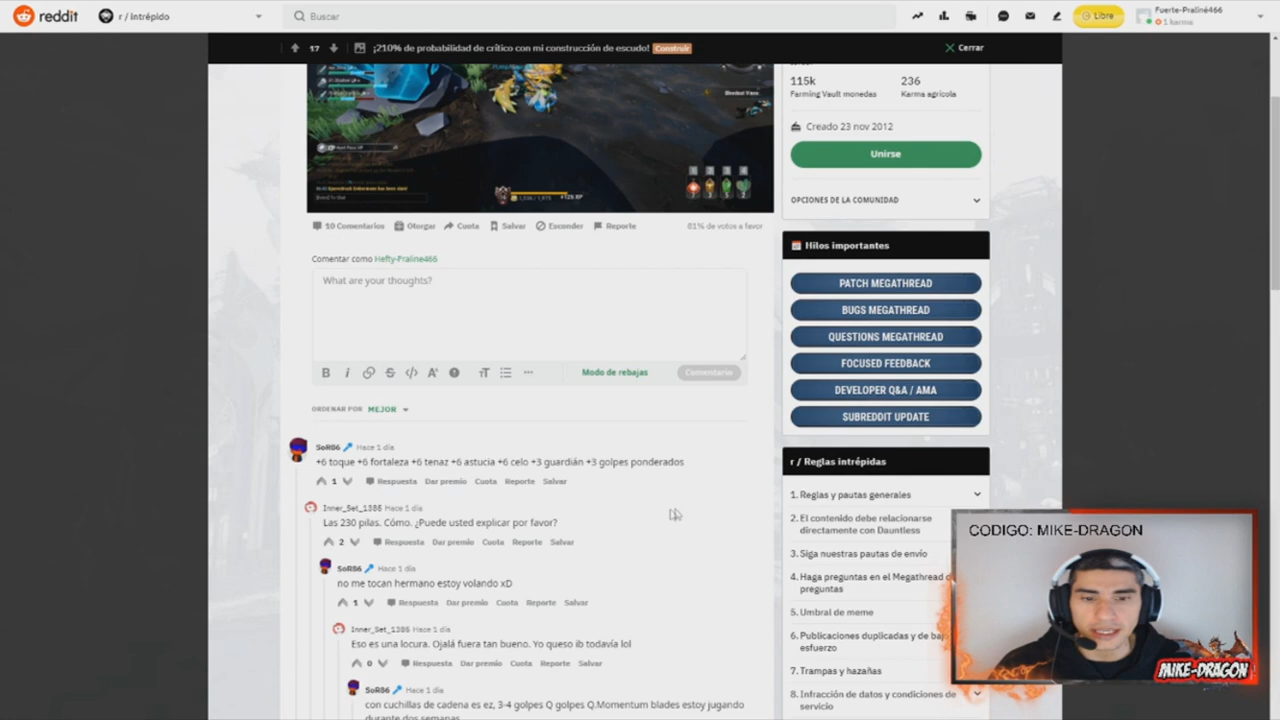 reddit
r / Intrépido
Buscar
Libre
Fuerte-Praliné466
1 karma
17
¡210% de probabilidad de crítico con mi construcción de escudo!
Construir
Cerrar
115k
236
Farming Vault monedas
Karma agrícola
Creado 23 nov 2012
Unirse
OPCIONES DE LA COMUNIDAD
10 Comentarios
Otorgar
Cuota
Salvar
Esconder
Reporte
81% de votos a favor
Comentar como Hefty-Praline466
What are your thoughts?
Modo de rebajas
Comentario
ORDENAR POR MEJOR
Hilos importantes
PATCH MEGATHREAD
BUGS MEGATHREAD
QUESTIONS MEGATHREAD
FOCUSED FEEDBACK
DEVELOPER Q&A / AMA
SUBREDDIT UPDATE
SoR86 Hace 1 día
+6 toque +6 fortaleza +6 tenaz +6 astucia +6 celo +3 guardián +3 golpes ponderados
1 Respuesta Dar premio Cuota Reporte Salvar
Inner_Set_1386 Hace 1 día
Las 230 pilas. Cómo. ¿Puede usted explicar por favor?
2 Respuesta Dar premio Cuota Reporte Salvar
SoR86 Hace 1 día
no me tocan hermano estoy volando xD
1 Respuesta Dar premio Cuota Reporte Salvar
Inner_Set_1386 Hace 1 día
Eso es una locura. Ojalá fuera tan bueno. Yo queso ib todavía lol
0 Respuesta Dar premio Cuota Reporte Salvar
SoR86 Hace 1 día
con cuchillas de cadena es ez, 3-4 golpes Q golpes Q.Momentum blades estoy jugando
durante dos semanas
r / Reglas intrépidas
1. Reglas y pautas generales
2. El contenido debe relacionarse
directamente con Dauntless
3. Siga nuestras pautas de envío
4. Haga preguntas en el Megathread
preguntas
5. Umbral de meme
6. Publicaciones duplicadas y de
esfuerzo
7. Trampas y hazañas
8. Infracción de datos y condiciones de
servicio
CODIGO: MIKE-DRAGON
MIKE-DRAGON